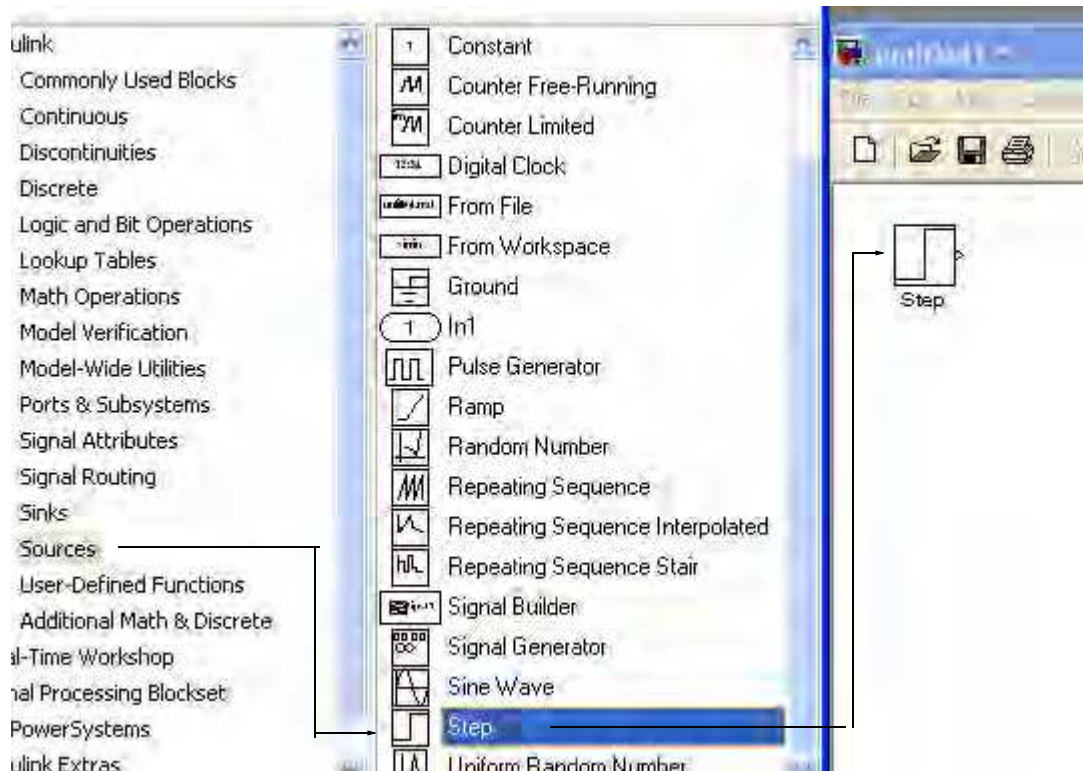 ulink
Commonly Used Blocks
Continuous
Discontinuities
Discrete
Logic and Bit Operations
Lookup Tables
Math Operations
Model Verification
Model-Wide Utilities
Ports & Subsystems
Signal Attributes
Signal Routing
Sinks
Sources
User-Defined Functions
Additional Math & Discrete
al-Time Workshop
nal Processing Blockset
PowerSystems
ulink Extras
1 Constant
Counter Free-Running
Counter Limited
12:34 Digital Clock
From File
From Workspace
Ground
1 In1
Pulse Generator
Ramp
Random Number
Repeating Sequence
Repeating Sequence Interpolated
Repeating Sequence Stair
Signal Builder
Signal Generator
Sine Wave
Step
Uniform Random Number
Step